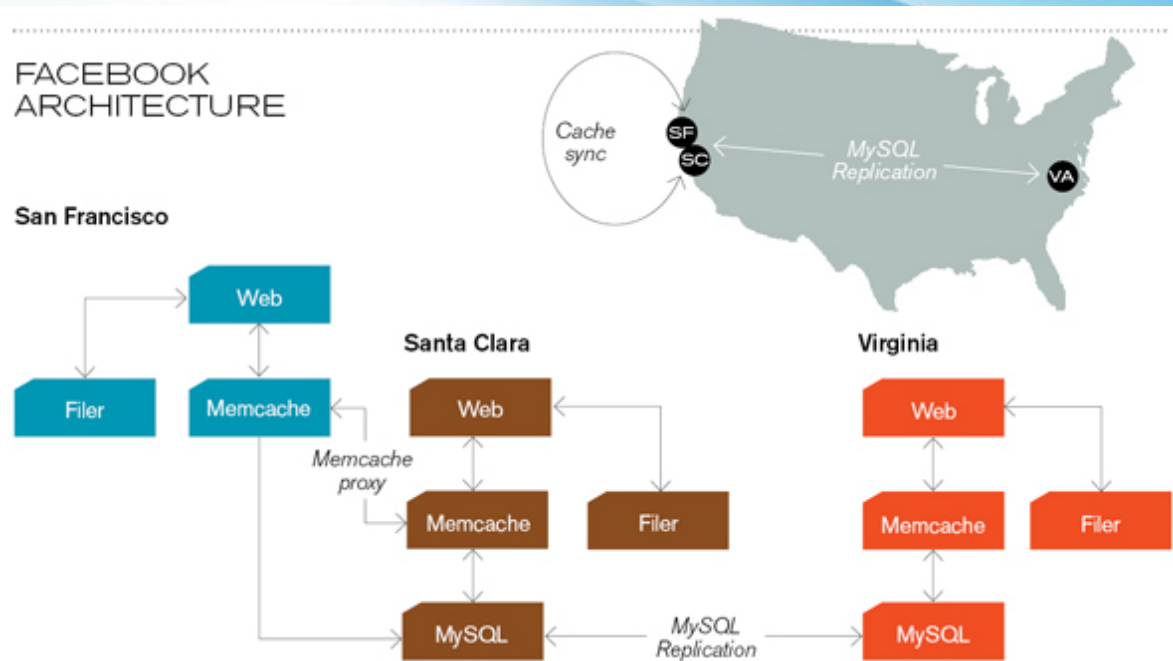 FACEBOOK
ARCHITECTURE
Cache
sync
SF
SC
MySQL
Replication
VA
San Francisco
Web
Filer
Memcache
Memcache
proxy
Santa Clara
Web
Memcache
Filer
MySQL
MySQL
Replication
Virginia
Web
Memcache
Filer
MySQL